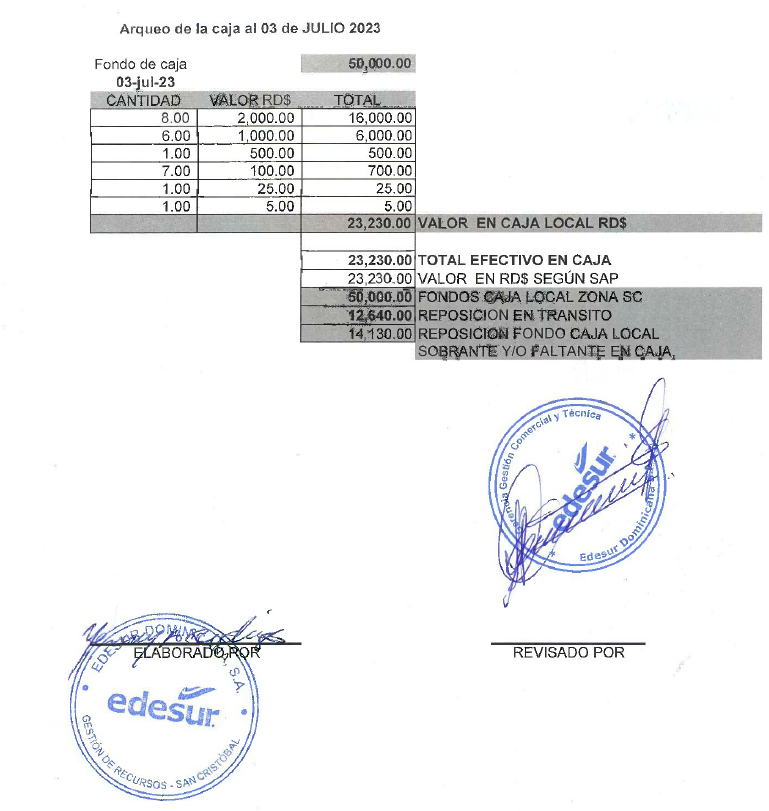 Arqueo de la caja al 03 de JULIO 2023
Fondo de caja 50,000.00
03-jul-23
CANTIDAD VALOR RD$ TOTAL
8.00 2,000.00 16,000.00
6.00 1,000.00 6,000.00
1.00 500.00 500.00
7.00 100.00 700.00
1.00 25.00 25.00
1.00 5.00 5.00
23,230.00 VALOR EN CAJA LOCAL RD$
23,230.00 TOTAL EFECTIVO EN CAJA
23,230.00 VALOR EN RD$ SEGÚN SAP
50,000.00 FONDOS CAJA LOCAL ZONA SC
12,640.00 REPOSICION EN TRANSITO
14,130.00 REPOSICION FONDO CAJA LOCAL
SOBRANTE Y/O FALTANTE EN CAJA
Gerencia Gestión Comercial y Técnica
edesur
Edesur Dominicana S.A.
ELABORADO POR
REVISADO POR
EDESUR DOMINICANA, S.A.
edesur
GESTIÓN DE RECURSOS - SAN CRISTÓBAL